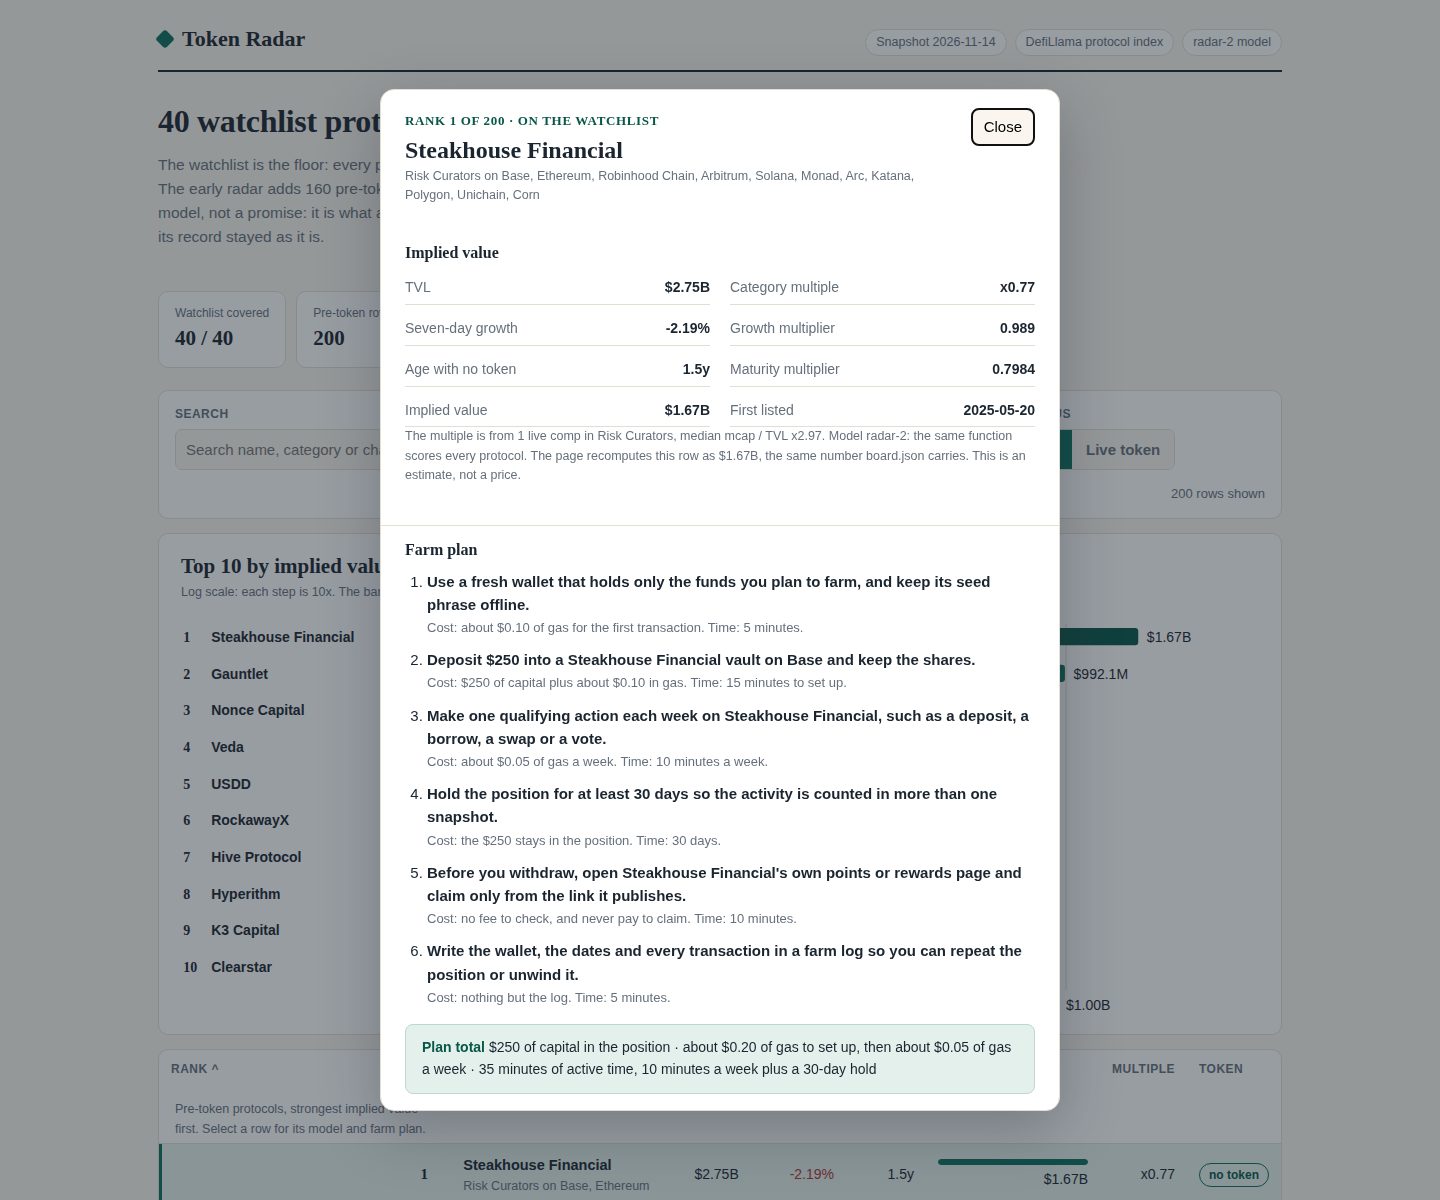 Token Radar
Snapshot 2026-11-14
DefiLlama protocol index
radar-2 model
40 watchlist prot
The watchlist is the floor: every p
The early radar adds 160 pre-tok
model, not a promise: it is what a
its record stayed as it is.
Watchlist covered
40 / 40
Pre-token ro
200
SEARCH
Search name, category or cha
US
Live token
200 rows shown
Top 10 by implied valu
Log scale: each step is 10x. The bar
1 Steakhouse Financial
$1.67B
2 Gauntlet
$992.1M
3 Nonce Capital
4 Veda
5 USDD
6 RockawayX
7 Hive Protocol
8 Hyperithm
9 K3 Capital
10 Clearstar
$1.00B
RANK ^
MULTIPLE
TOKEN
Pre-token protocols, strongest implied value
first. Select a row for its model and farm plan.
1
Steakhouse Financial
Risk Curators on Base, Ethereum
$2.75B
-2.19%
1.5y
$1.67B
x0.77
no token
RANK 1 OF 200 · ON THE WATCHLIST
Close
Steakhouse Financial
Risk Curators on Base, Ethereum, Robinhood Chain, Arbitrum, Solana, Monad, Arc, Katana,
Polygon, Unichain, Corn
Implied value
TVL $2.75B
Category multiple x0.77
Seven-day growth -2.19%
Growth multiplier 0.989
Age with no token 1.5y
Maturity multiplier 0.7984
Implied value $1.67B
First listed 2025-05-20
The multiple is from 1 live comp in Risk Curators, median mcap / TVL x2.97. Model radar-2: the same function
scores every protocol. The page recomputes this row as $1.67B, the same number board.json carries. This is an
estimate, not a price.
Farm plan
1. Use a fresh wallet that holds only the funds you plan to farm, and keep its seed
phrase offline.
Cost: about $0.10 of gas for the first transaction. Time: 5 minutes.
2. Deposit $250 into a Steakhouse Financial vault on Base and keep the shares.
Cost: $250 of capital plus about $0.10 in gas. Time: 15 minutes to set up.
3. Make one qualifying action each week on Steakhouse Financial, such as a deposit, a
borrow, a swap or a vote.
Cost: about $0.05 of gas a week. Time: 10 minutes a week.
4. Hold the position for at least 30 days so the activity is counted in more than one
snapshot.
Cost: the $250 stays in the position. Time: 30 days.
5. Before you withdraw, open Steakhouse Financial's own points or rewards page and
claim only from the link it publishes.
Cost: no fee to check, and never pay to claim. Time: 10 minutes.
6. Write the wallet, the dates and every transaction in a farm log so you can repeat the
position or unwind it.
Cost: nothing but the log. Time: 5 minutes.
Plan total $250 of capital in the position · about $0.20 of gas to set up, then about $0.05 of gas
a week · 35 minutes of active time, 10 minutes a week plus a 30-day hold